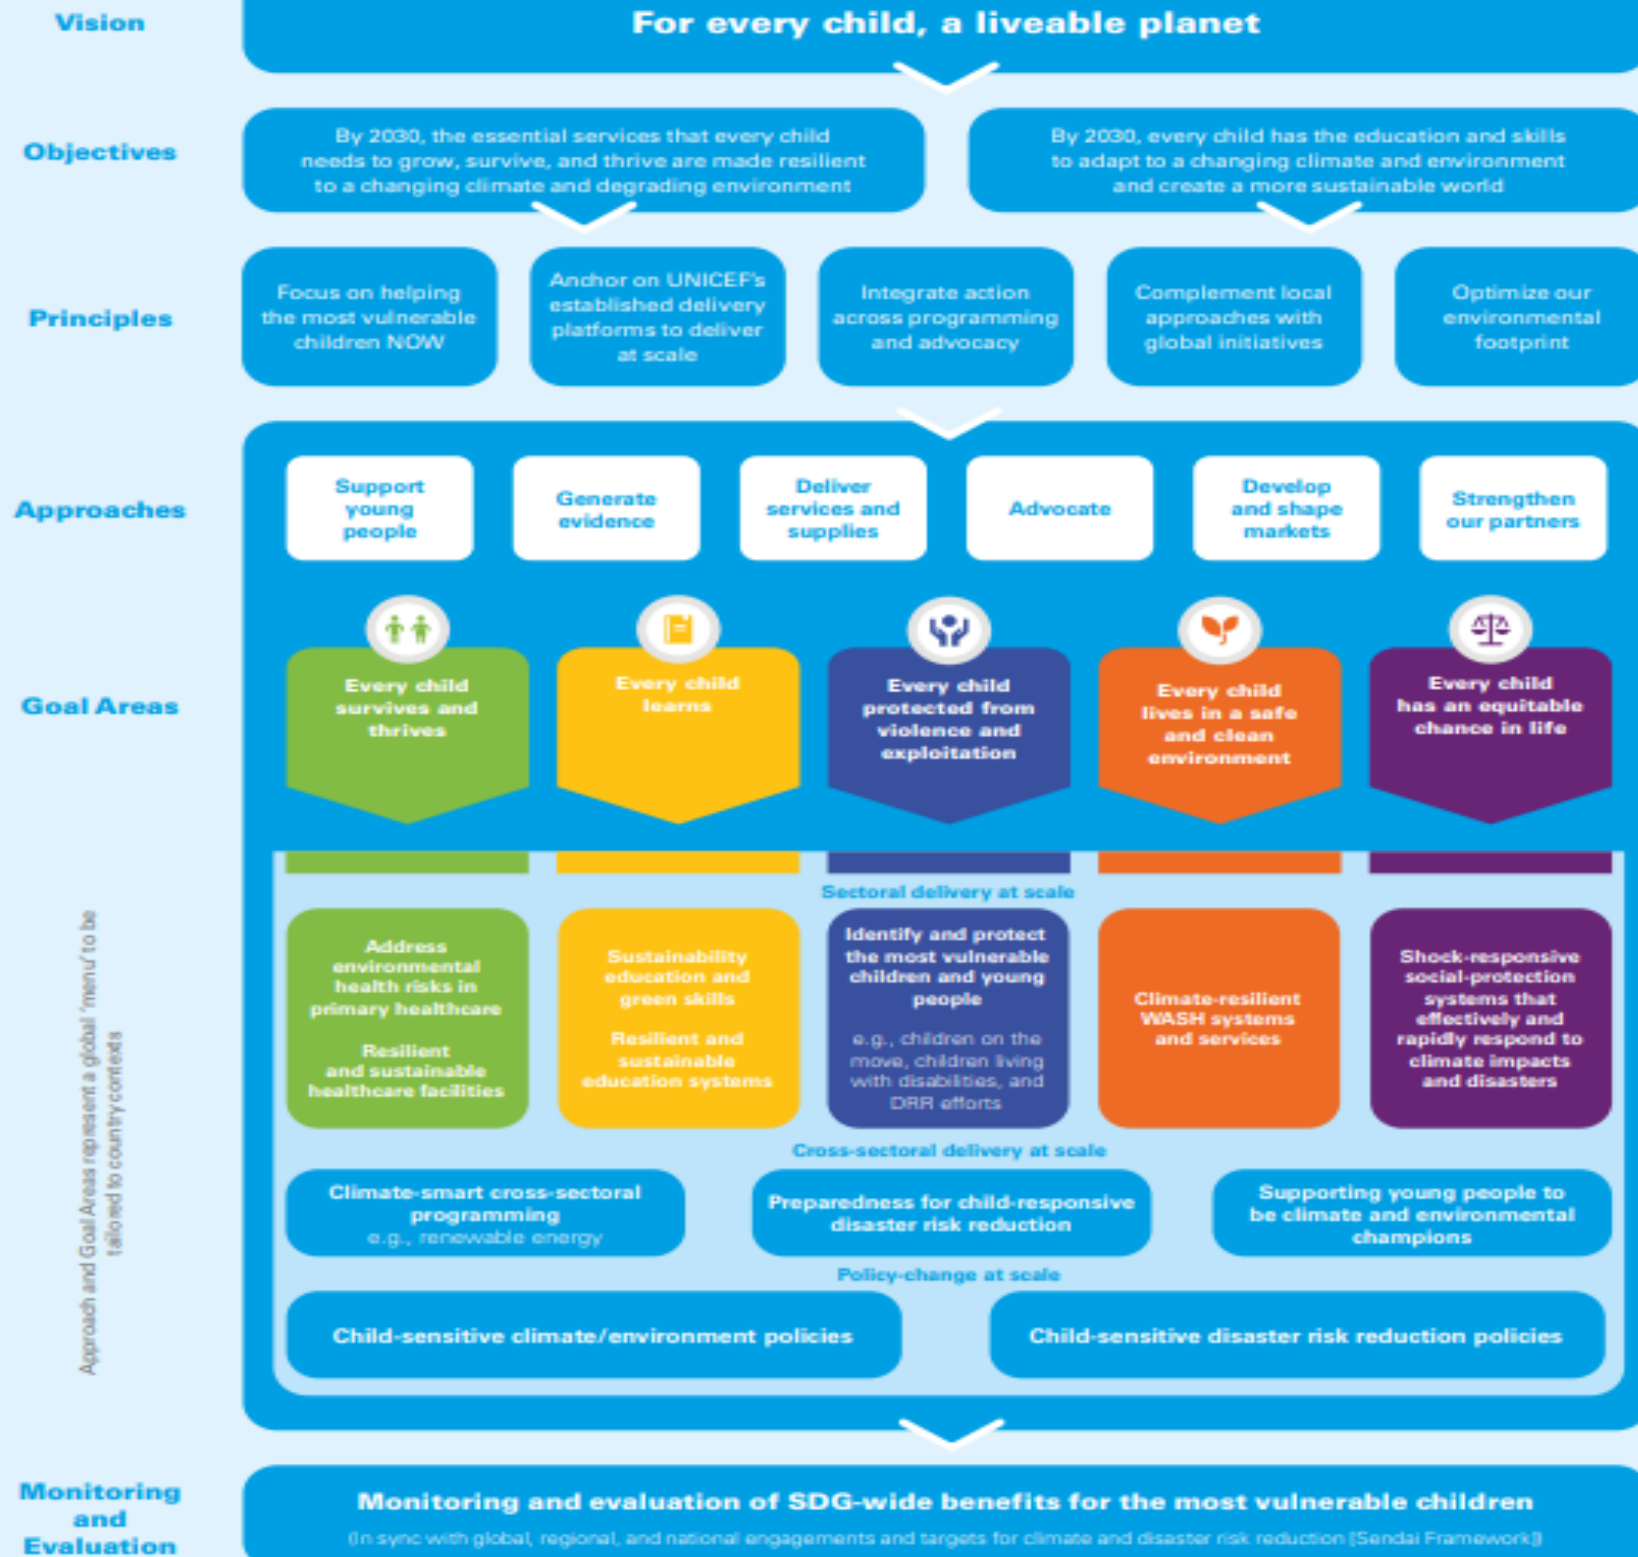 Vision
For every child, a liveable planet
Objectives
By 2030, the essential services that every child
needs to grow, survive, and thrive are made resilient
to a changing climate and degrading environment
By 2030, every child has the education and skills
to adapt to a changing climate and environment
and create a more sustainable world
Principles
Focus on helping
the most vulnerable
children NOW
Anchor on UNICEF's
established delivery
platforms to deliver
at scale
Integrate action
across programming
and advocacy
Complement local
approaches with
global initiatives
Optimize our
environmental
footprint
Approaches
Support
young
people
Generate
evidence
Deliver
services and
supplies
Advocate
Develop
and shape
markets
Strengthen
our partners
Goal Areas
Every child
survives and
thrives
Every child
learns
Every child
protected from
violence and
exploitation
Every child
lives in a safe
and clean
environment
Every child
has an equitable
chance in life
Approach and Goal Areas represent a global 'menu' to be
tailored to country contexts
Sectoral delivery at scale
Address
environmental
health risks in
primary healthcare
Resilient
and sustainable
healthcare facilities
Sustainability
education and
green skills
Resilient and
sustainable
education systems
Identify and protect
the most vulnerable
children and young
people
e.g., children on the
move, children living
with disabilities, and
DRR efforts
Climate-resilient
WASH systems
and services
Shock-responsive
social-protection
systems that
effectively and
rapidly respond to
climate impacts
and disasters
Cross-sectoral delivery at scale
Climate-smart cross-sectoral
programming
e.g., renewable energy
Preparedness for child-responsive
disaster risk reduction
Supporting young people to
be climate and environmental
champions
Policy-change at scale
Child-sensitive climate/environment policies
Child-sensitive disaster risk reduction policies
Monitoring
and
Evaluation
Monitoring and evaluation of SDG-wide benefits for the most vulnerable children
(In sync with global, regional, and national engagements and targets for climate and disaster risk reduction [Sendai Framework])